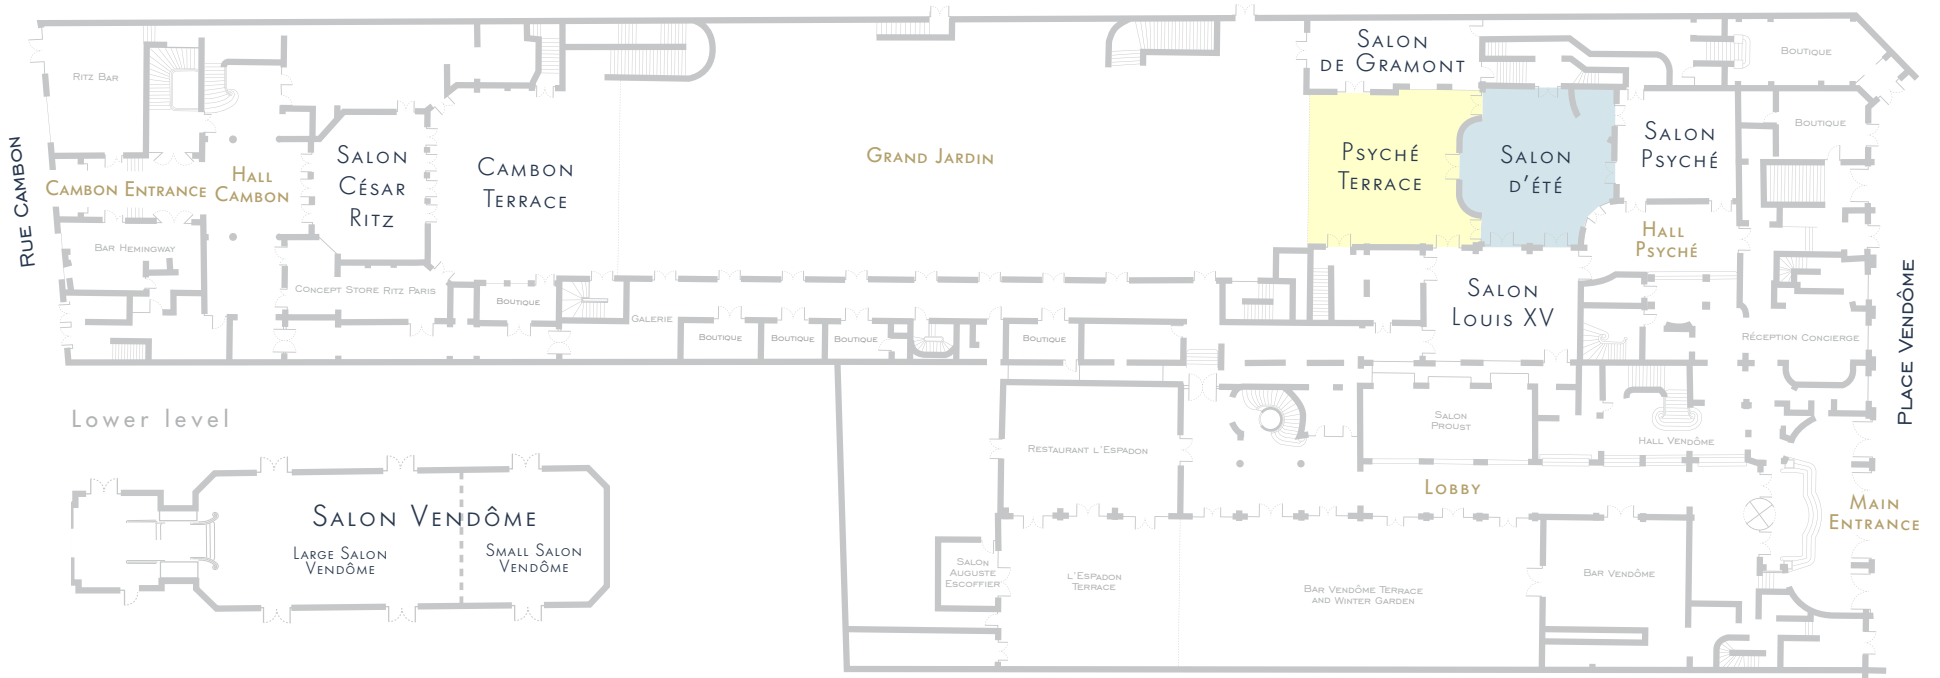 Salon
de Gramont
Boutique
Ritz Bar
Boutique
Rue Cambon
Salon
César
Ritz
Cambon
Terrace
Grand Jardin
Psyché
Terrace
Salon
d'été
Salon
Psyché
Cambon Entrance
Hall
Cambon
Bar Hemingway
Hall
Psyché
Concept Store Ritz Paris
Boutique
Galerie
Boutique
Boutique
Boutique
Boutique
Salon
Louis XV
Réception Concierge
Place Vendôme
Lower level
Salon
Proust
Hall Vendôme
Restaurant l'Espadon
Lobby
Main
Entrance
Salon Vendôme
Large Salon
Vendôme
Small Salon
Vendôme
Salon
Auguste
Escoffier
l'Espadon
Terrace
Bar Vendôme Terrace
and Winter Garden
Bar Vendôme